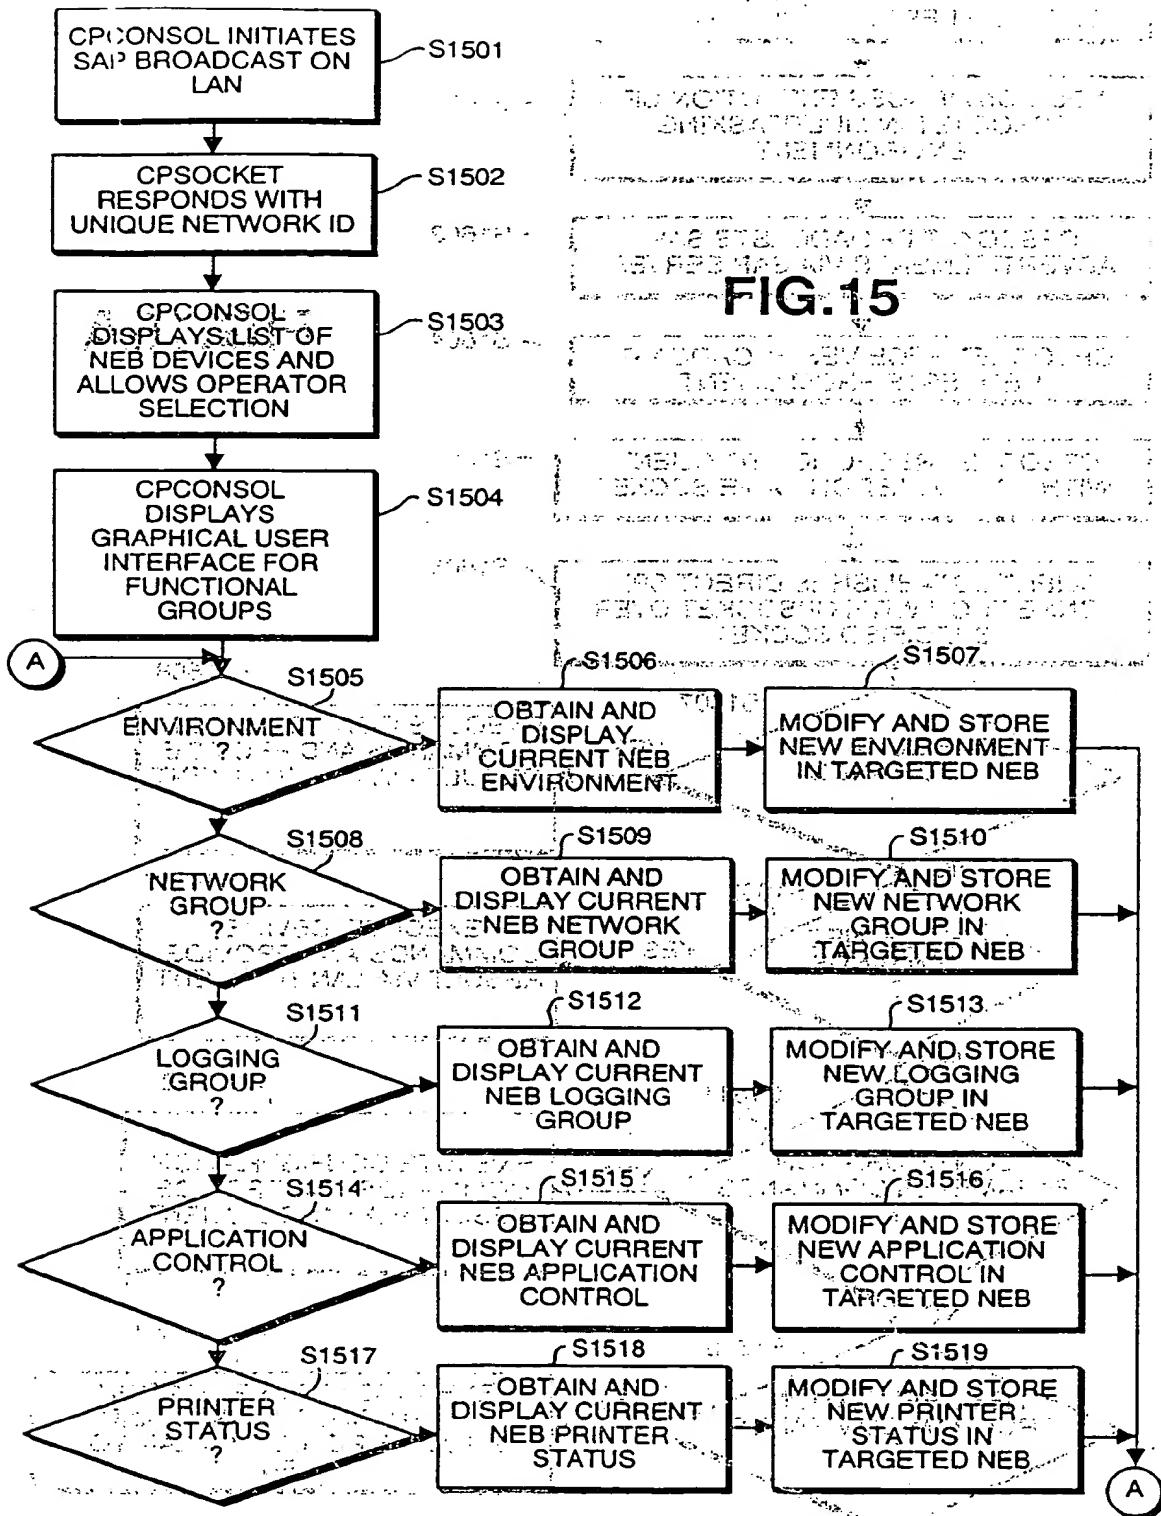 CPCONSOL INITIATES
SAP BROADCAST ON
LAN
S1501
CPSOCKET
RESPONDS WITH
UNIQUE NETWORK ID
S1502
FIG.15
CPCONSOL
DISPLAYS LIST OF
NEB DEVICES AND
ALLOWS OPERATOR
SELECTION
S1503
CPCONSOL
DISPLAYS
GRAPHICAL USER
INTERFACE FOR
FUNCTIONAL
GROUPS
S1504
A
ENVIRONMENT
?
S1505
OBTAIN AND
DISPLAY
CURRENT NEB
ENVIRONMENT
S1506
MODIFY AND STORE
NEW ENVIRONMENT
IN TARGETED NEB
S1507
NETWORK
GROUP
?
S1508
OBTAIN AND
DISPLAY CURRENT
NEB NETWORK
GROUP
S1509
MODIFY AND STORE
NEW NETWORK
GROUP IN
TARGETED NEB
S1510
LOGGING
GROUP
?
S1511
OBTAIN AND
DISPLAY CURRENT
NEB LOGGING
GROUP
S1512
MODIFY AND STORE
NEW LOGGING
GROUP IN
TARGETED NEB
S1513
APPLICATION
CONTROL
?
S1514
OBTAIN AND
DISPLAY CURRENT
NEB APPLICATION
CONTROL
S1515
MODIFY AND STORE
NEW APPLICATION
CONTROL IN
TARGETED NEB
S1516
PRINTER
STATUS
?
S1517
OBTAIN AND
DISPLAY CURRENT
NEB PRINTER
STATUS
S1518
MODIFY AND STORE
NEW PRINTER
STATUS IN
TARGETED NEB
S1519
A